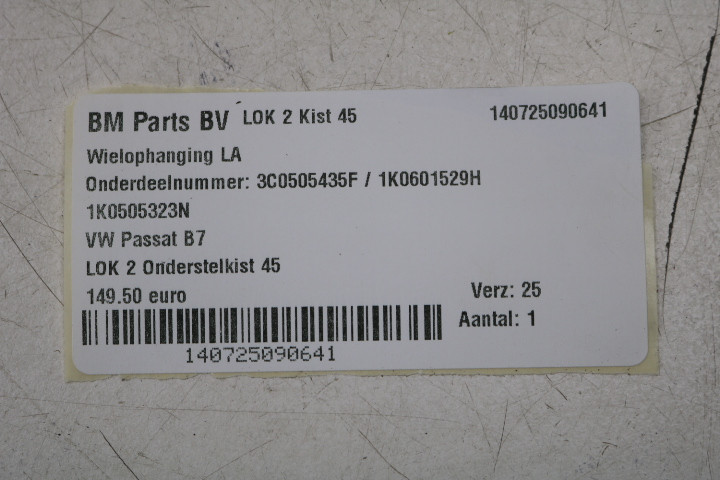 BM Parts BV LOK 2 Kist 45 140725090641
Wielophanging LA
Onderdeelnummer: 3C0505435F / 1K0601529H
1K0505323N
VW Passat B7
LOK 2 Onderstelkist 45
149.50 euro Verz: 25
Aantal: 1
140725090641